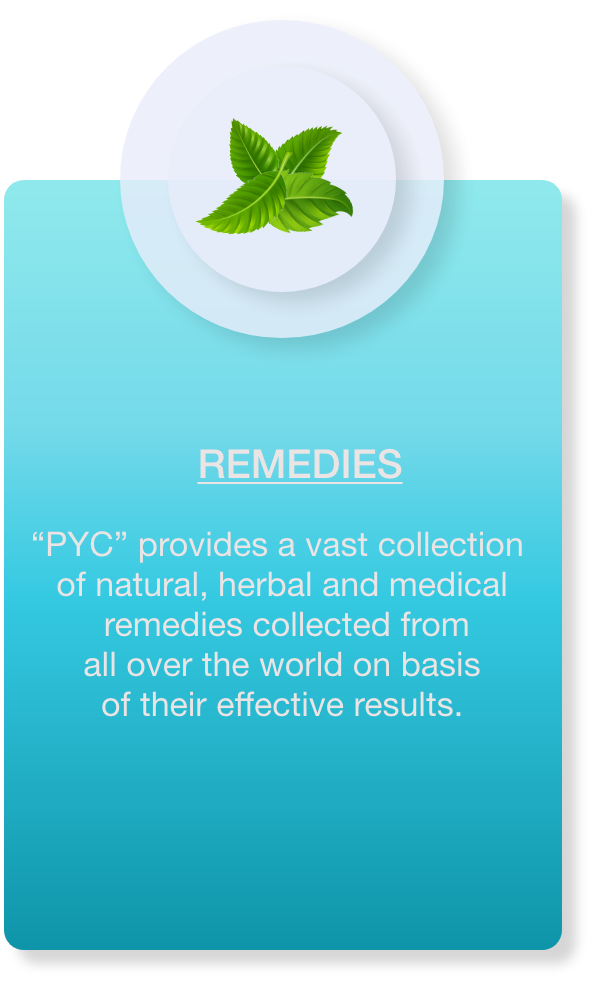 REMEDIES
“PYC” provides a vast collection
of natural, herbal and medical
remedies collected from
all over the world on basis
of their effective results.